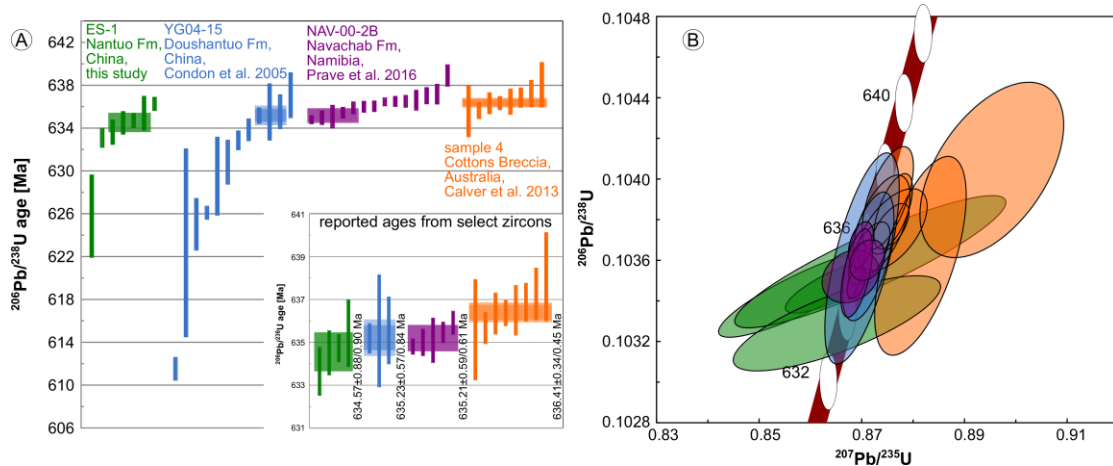 A
642
638
634
630
626
622
618
614
610
606
²⁰⁶Pb/²³⁸U age [Ma]
ES-1
Nantuo Fm,
China,
this study
YG04-15
Doushantuo Fm,
China,
Condon et al. 2005
NAV-00-2B
Navachab Fm,
Namibia,
Prave et al. 2016
sample 4
Cottons Breccia,
Australia,
Calver et al. 2013
reported ages from select zircons
641
639
637
635
633
631
²⁰⁶Pb/²³⁸U age [Ma]
634.57±0.88/0.90 Ma
635.23±0.57/0.84 Ma
635.21±0.59/0.61 Ma
636.41±0.34/0.45 Ma
B
0.1048
0.1044
0.1040
0.1036
0.1032
0.1028
²⁰⁶Pb/²³⁸U
640
636
632
0.83
0.85
0.87
0.89
0.91
²⁰⁷Pb/²³⁵U